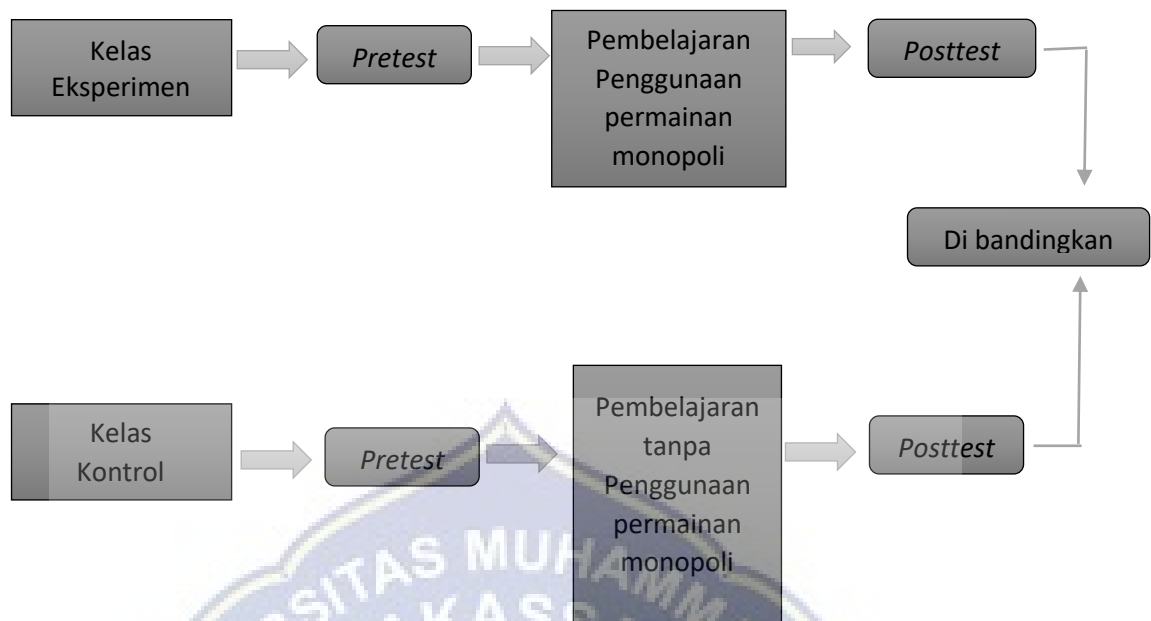 Kelas
Eksperimen
Pretest
Pembelajaran
Penggunaan
permainan
monopoli
Posttest
Di bandingkan
Kelas
Kontrol
Pretest
Pembelajaran
tanpa
Penggunaan
permainan
monopoli
Posttest